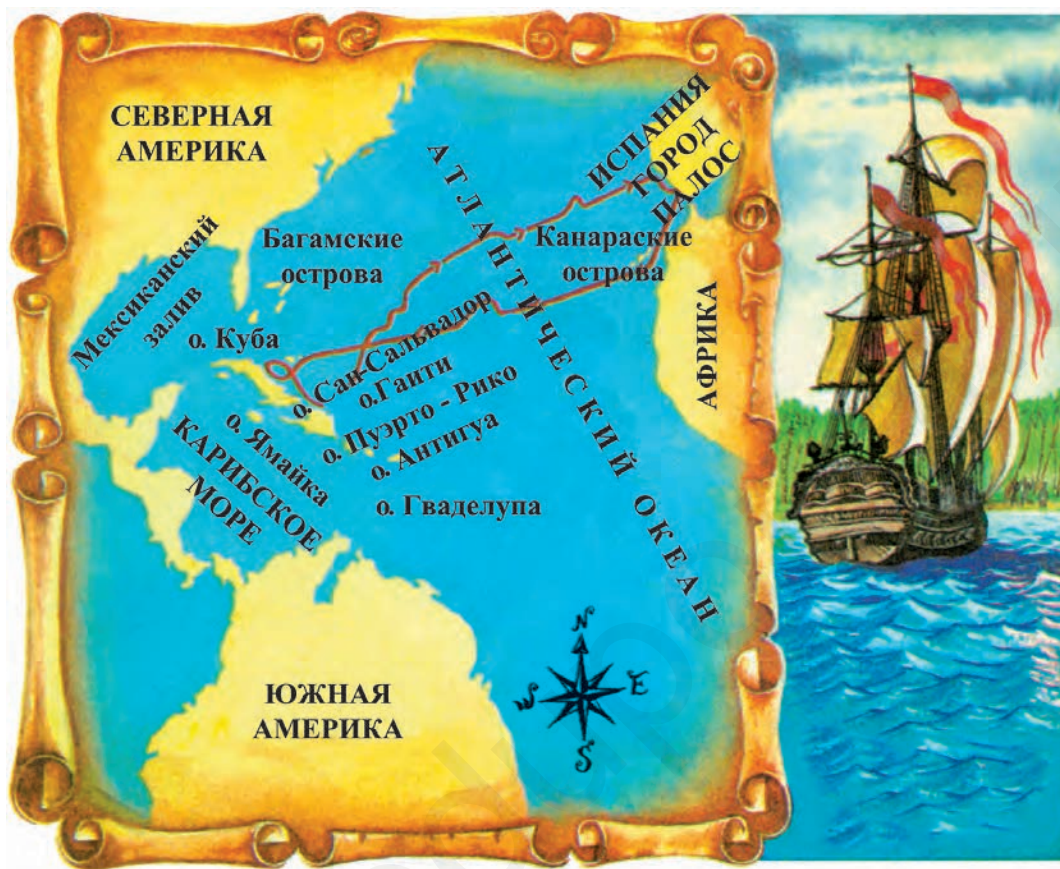 СЕВЕРНАЯ
АМЕРИКА
ИСПАНИЯ
ГОРОД
ПАЛОС
АТЛАНТИЧЕСКИЙ ОКЕАН
Багамские
острова
Канараские
острова
Мексиканский
залив
о. Куба
АФРИКА
о. Сан-Сальвадор
о.Гаити
о. Пуэрто - Рико
о. Антигуа
о. Ямайка
КАРИБСКОЕ
МОРЕ
о. Гваделупа
N
W
E
S
ЮЖНАЯ
АМЕРИКА